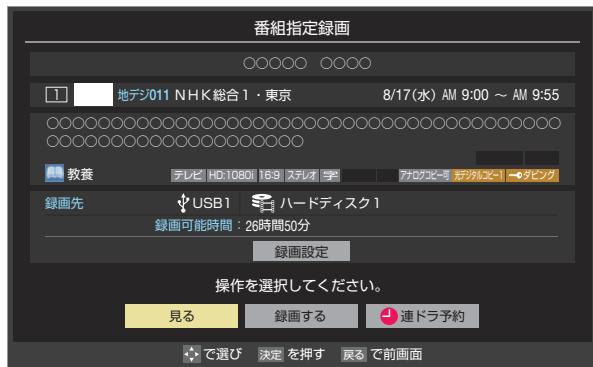 番組指定録画
○○○○○ ○○○○
1 地デジ011 NHK総合1・東京 8/17(水) AM 9:00 ～ AM 9:55
○○○○○○○○○○○○○○○○○○○○○○○○○○○○○○○○
○○○○○○○○○○○○○○○○○○○
教養 テレビ HD:1080i 16:9 ステレオ 字 アナログコピー可 光デジタルコピー1 ダビング
録画先 USB1 ハードディスク1
録画可能時間：26時間50分
録画設定
操作を選択してください。
見る 録画する 連ドラ予約
で選び 決定 を押す 戻る で前画面